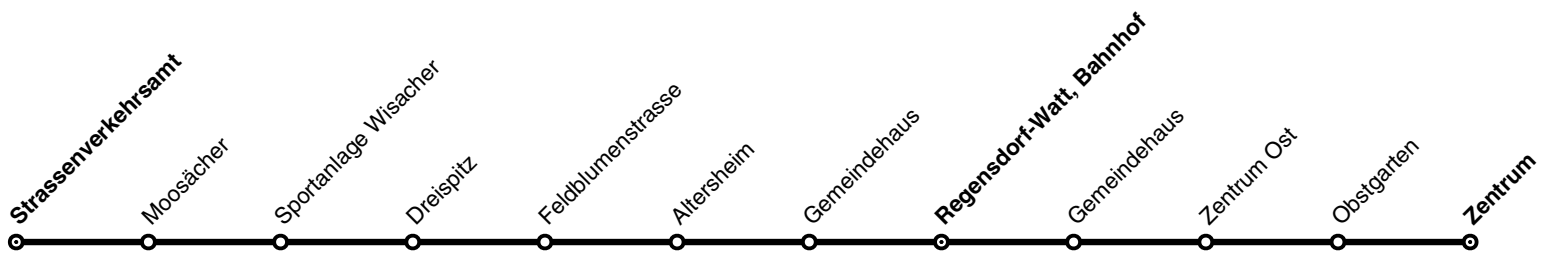 Strassenverkehrsamt
Moosächer
Sportanlage Wisacher
Dreispitz
Feldblumenstrasse
Altersheim
Gemeindehaus
Regensdorf-Watt, Bahnhof
Gemeindehaus
Zentrum Ost
Obstgarten
Zentrum